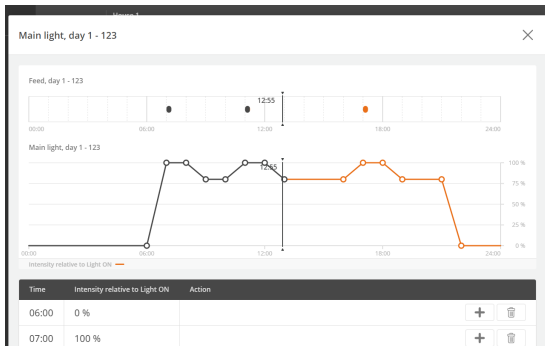 House 1
Main light, day 1 - 123
Feed, day 1 - 123
12:55
00:00 06:00 12:00 18:00 24:00
Main light, day 1 - 123
100 %
12:55
75 %
50 %
25 %
0 %
00:00 06:00 12:00 18:00 24:00
Intensity relative to Light ON
Time Intensity relative to Light ON Action
06:00 0 %
07:00 100 %